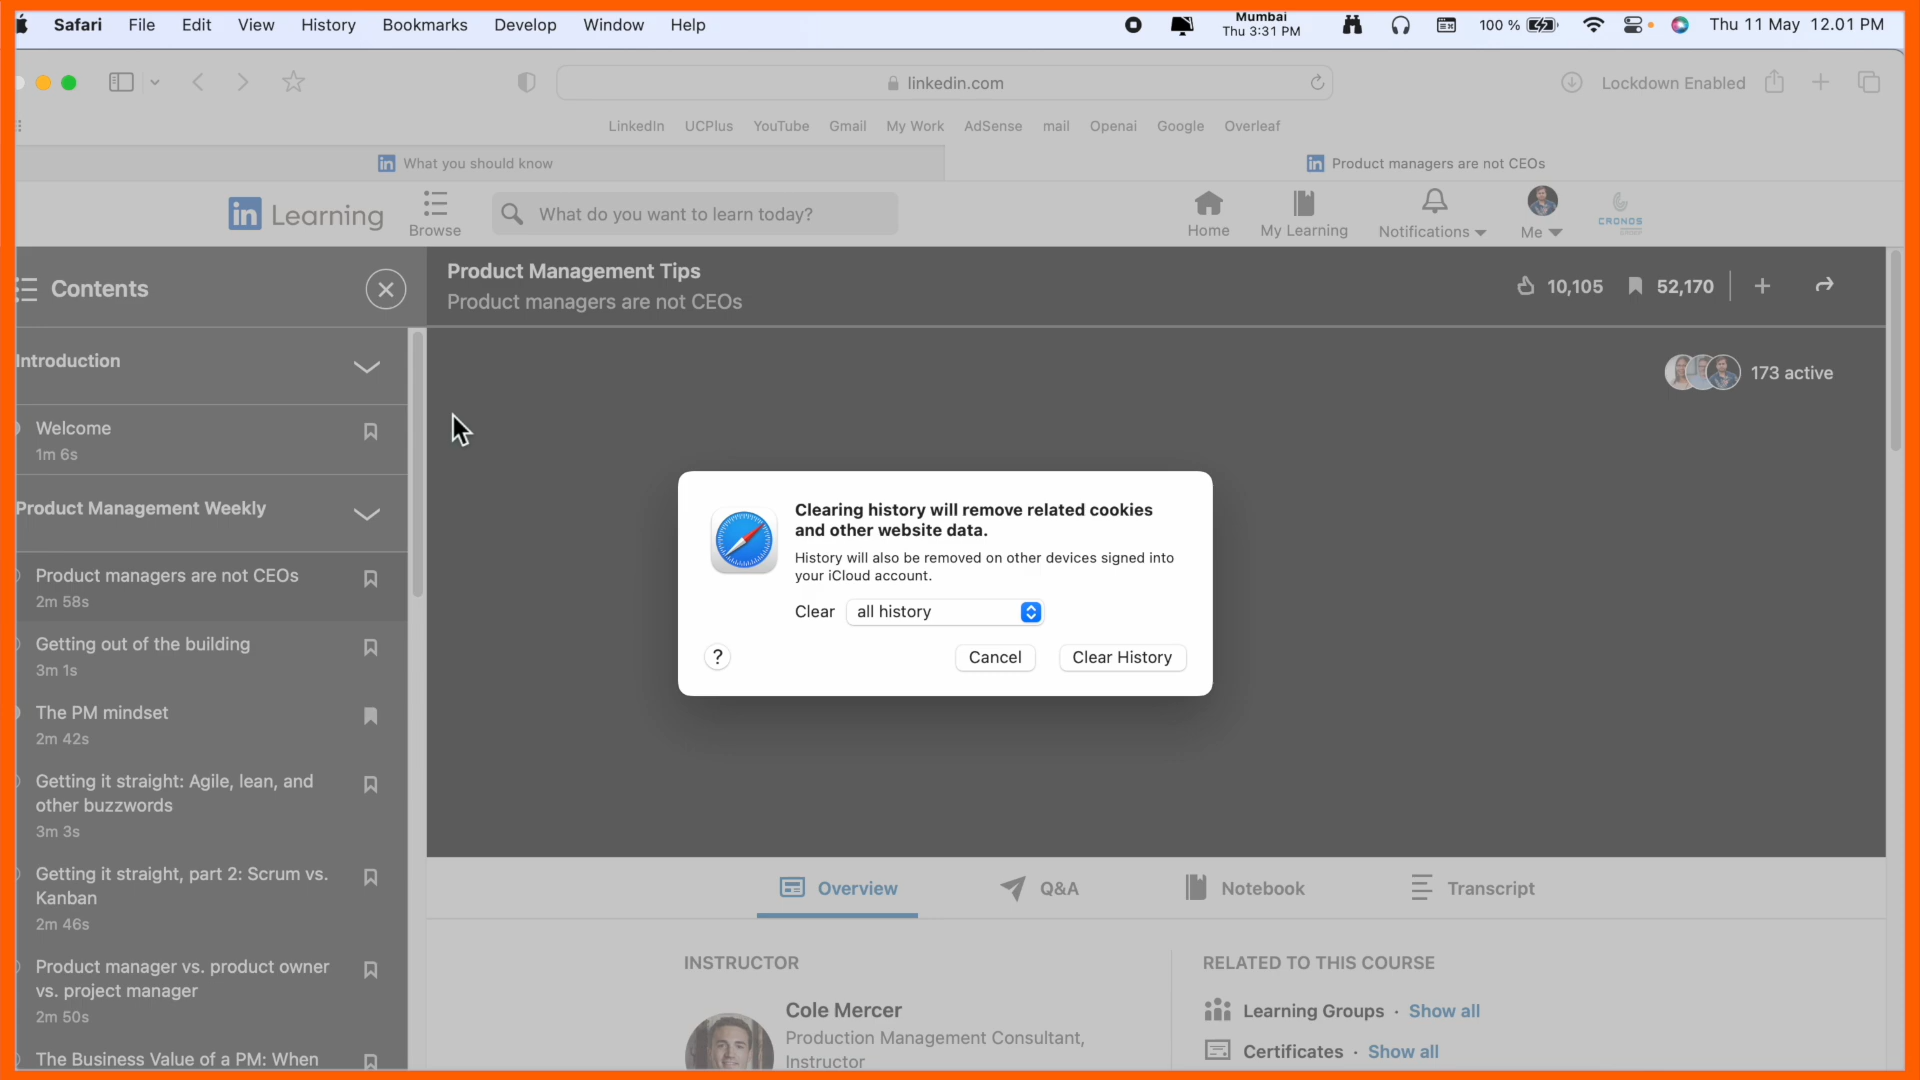 Safari File Edit View History Bookmarks Develop Window Help
Mumbai
Thu 3:31 PM
100 %
Thu 11 May 12.01 PM
linkedin.com
Lockdown Enabled
LinkedIn UCPlus YouTube Gmail My Work AdSense mail Openai Google Overleaf
in What you should know
in Product managers are not CEOs
in Learning
Browse
What do you want to learn today?
Home
My Learning
Notifications
Me
CRONOS
Contents
Product Management Tips
Product managers are not CEOs
10,105
52,170
173 active
Introduction
Welcome
1m 6s
Product Management Weekly
Product managers are not CEOs
2m 58s
Getting out of the building
3m 1s
The PM mindset
2m 42s
Getting it straight: Agile, lean, and
other buzzwords
3m 3s
Getting it straight, part 2: Scrum vs.
Kanban
2m 46s
Product manager vs. product owner
vs. project manager
2m 50s
The Business Value of a PM: When
Clearing history will remove related cookies
and other website data.
History will also be removed on other devices signed into
your iCloud account.
Clear all history
?
Cancel
Clear History
Overview
Q&A
Notebook
Transcript
INSTRUCTOR
Cole Mercer
Production Management Consultant,
Instructor
RELATED TO THIS COURSE
Learning Groups · Show all
Certificates · Show all